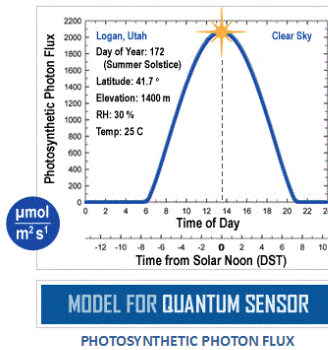 Photosynthetic Photon Flux
2200
2000
1800
1600
1400
1200
1000
800
600
400
200
0
Logan, Utah
Clear Sky
Day of Year: 172
(Summer Solstice)
Latitude: 41.7 °
Elevation: 1400 m
RH: 30 %
Temp: 25 C
µmol
m² s¹
0 2 4 6 8 10 12 14 16 18 20 22 24
Time of Day
-12 -10 -8 -6 -4 -2 0 2 4 6 8 10
Time from Solar Noon (DST)
MODEL FOR QUANTUM SENSOR
PHOTOSYNTHETIC PHOTON FLUX